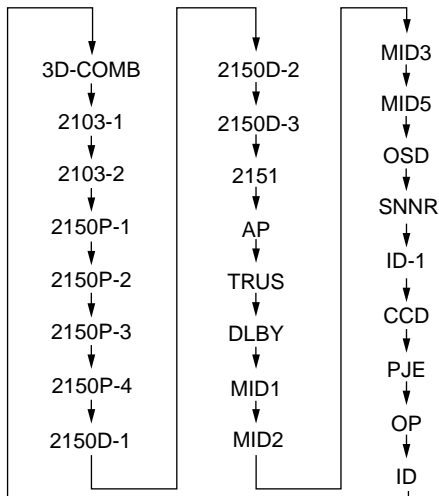 3D-COMB
2103-1
2103-2
2150P-1
2150P-2
2150P-3
2150P-4
2150D-1
2150D-2
2150D-3
2151
AP
TRUS
DLBY
MID1
MID2
MID3
MID5
OSD
SNNR
ID-1
CCD
PJE
OP
ID